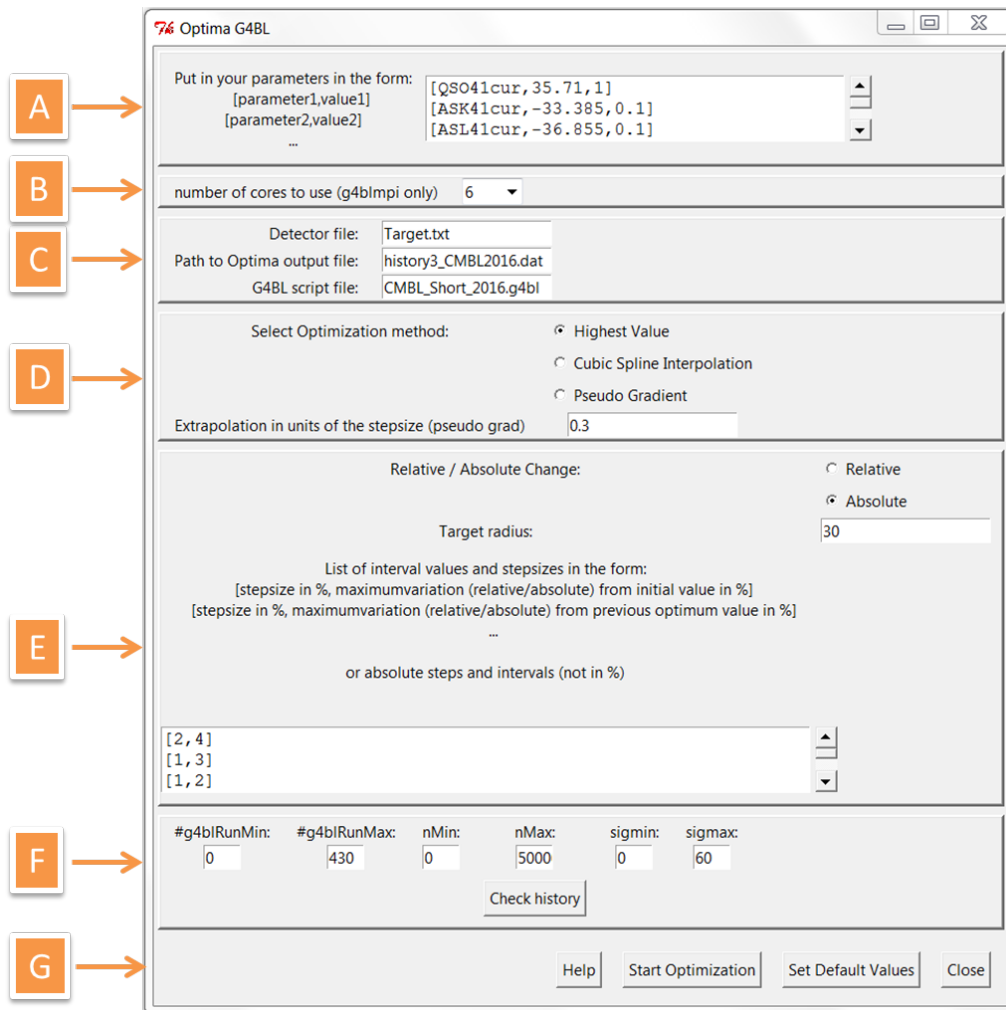 Optima G4BL
A
Put in your parameters in the form:
[parameter1,value1]
[parameter2,value2]
...
[QSO41cur,35.71,1]
[ASK41cur,-33.385,0.1]
[ASL41cur,-36.855,0.1]
B
number of cores to use (g4blmpi only) 6
C
Detector file: Target.txt
Path to Optima output file: history3_CMBL2016.dat
G4BL script file: CMBL_Short_2016.g4bl
D
Select Optimization method: Highest Value
Cubic Spline Interpolation
Pseudo Gradient
Extrapolation in units of the stepsize (pseudo grad) 0.3
E
Relative / Absolute Change: Relative
Absolute
Target radius: 30
List of interval values and stepsizes in the form:
[stepsize in %, maximumvariation (relative/absolute) from initial value in %]
[stepsize in %, maximumvariation (relative/absolute) from previous optimum value in %]
...
or absolute steps and intervals (not in %)
[2,4]
[1,3]
[1,2]
F
#g4blRunMin: #g4blRunMax: nMin: nMax: sigmin: sigmax:
0 430 0 5000 0 60
Check history
G
Help Start Optimization Set Default Values Close